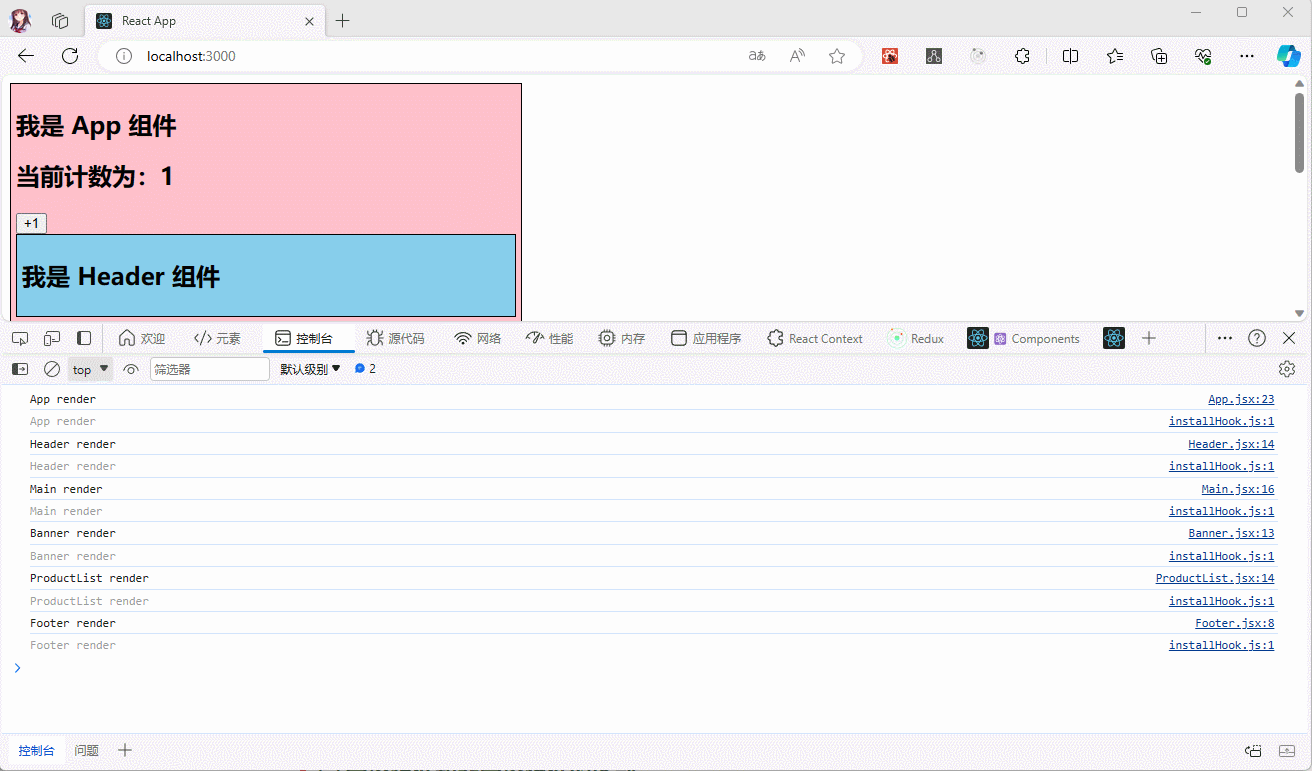 React App
localhost:3000
aあ
A
我是 App 组件
当前计数为：1
+1
我是 Header 组件
欢迎
元素
控制台
源代码
网络
性能
内存
应用程序
React Context
Redux
Components
top
筛选器
默认级别
2
App render App.jsx:23
App render installHook.js:1
Header render Header.jsx:14
Header render installHook.js:1
Main render Main.jsx:16
Main render installHook.js:1
Banner render Banner.jsx:13
Banner render installHook.js:1
ProductList render ProductList.jsx:14
ProductList render installHook.js:1
Footer render Footer.jsx:8
Footer render installHook.js:1
控制台
问题